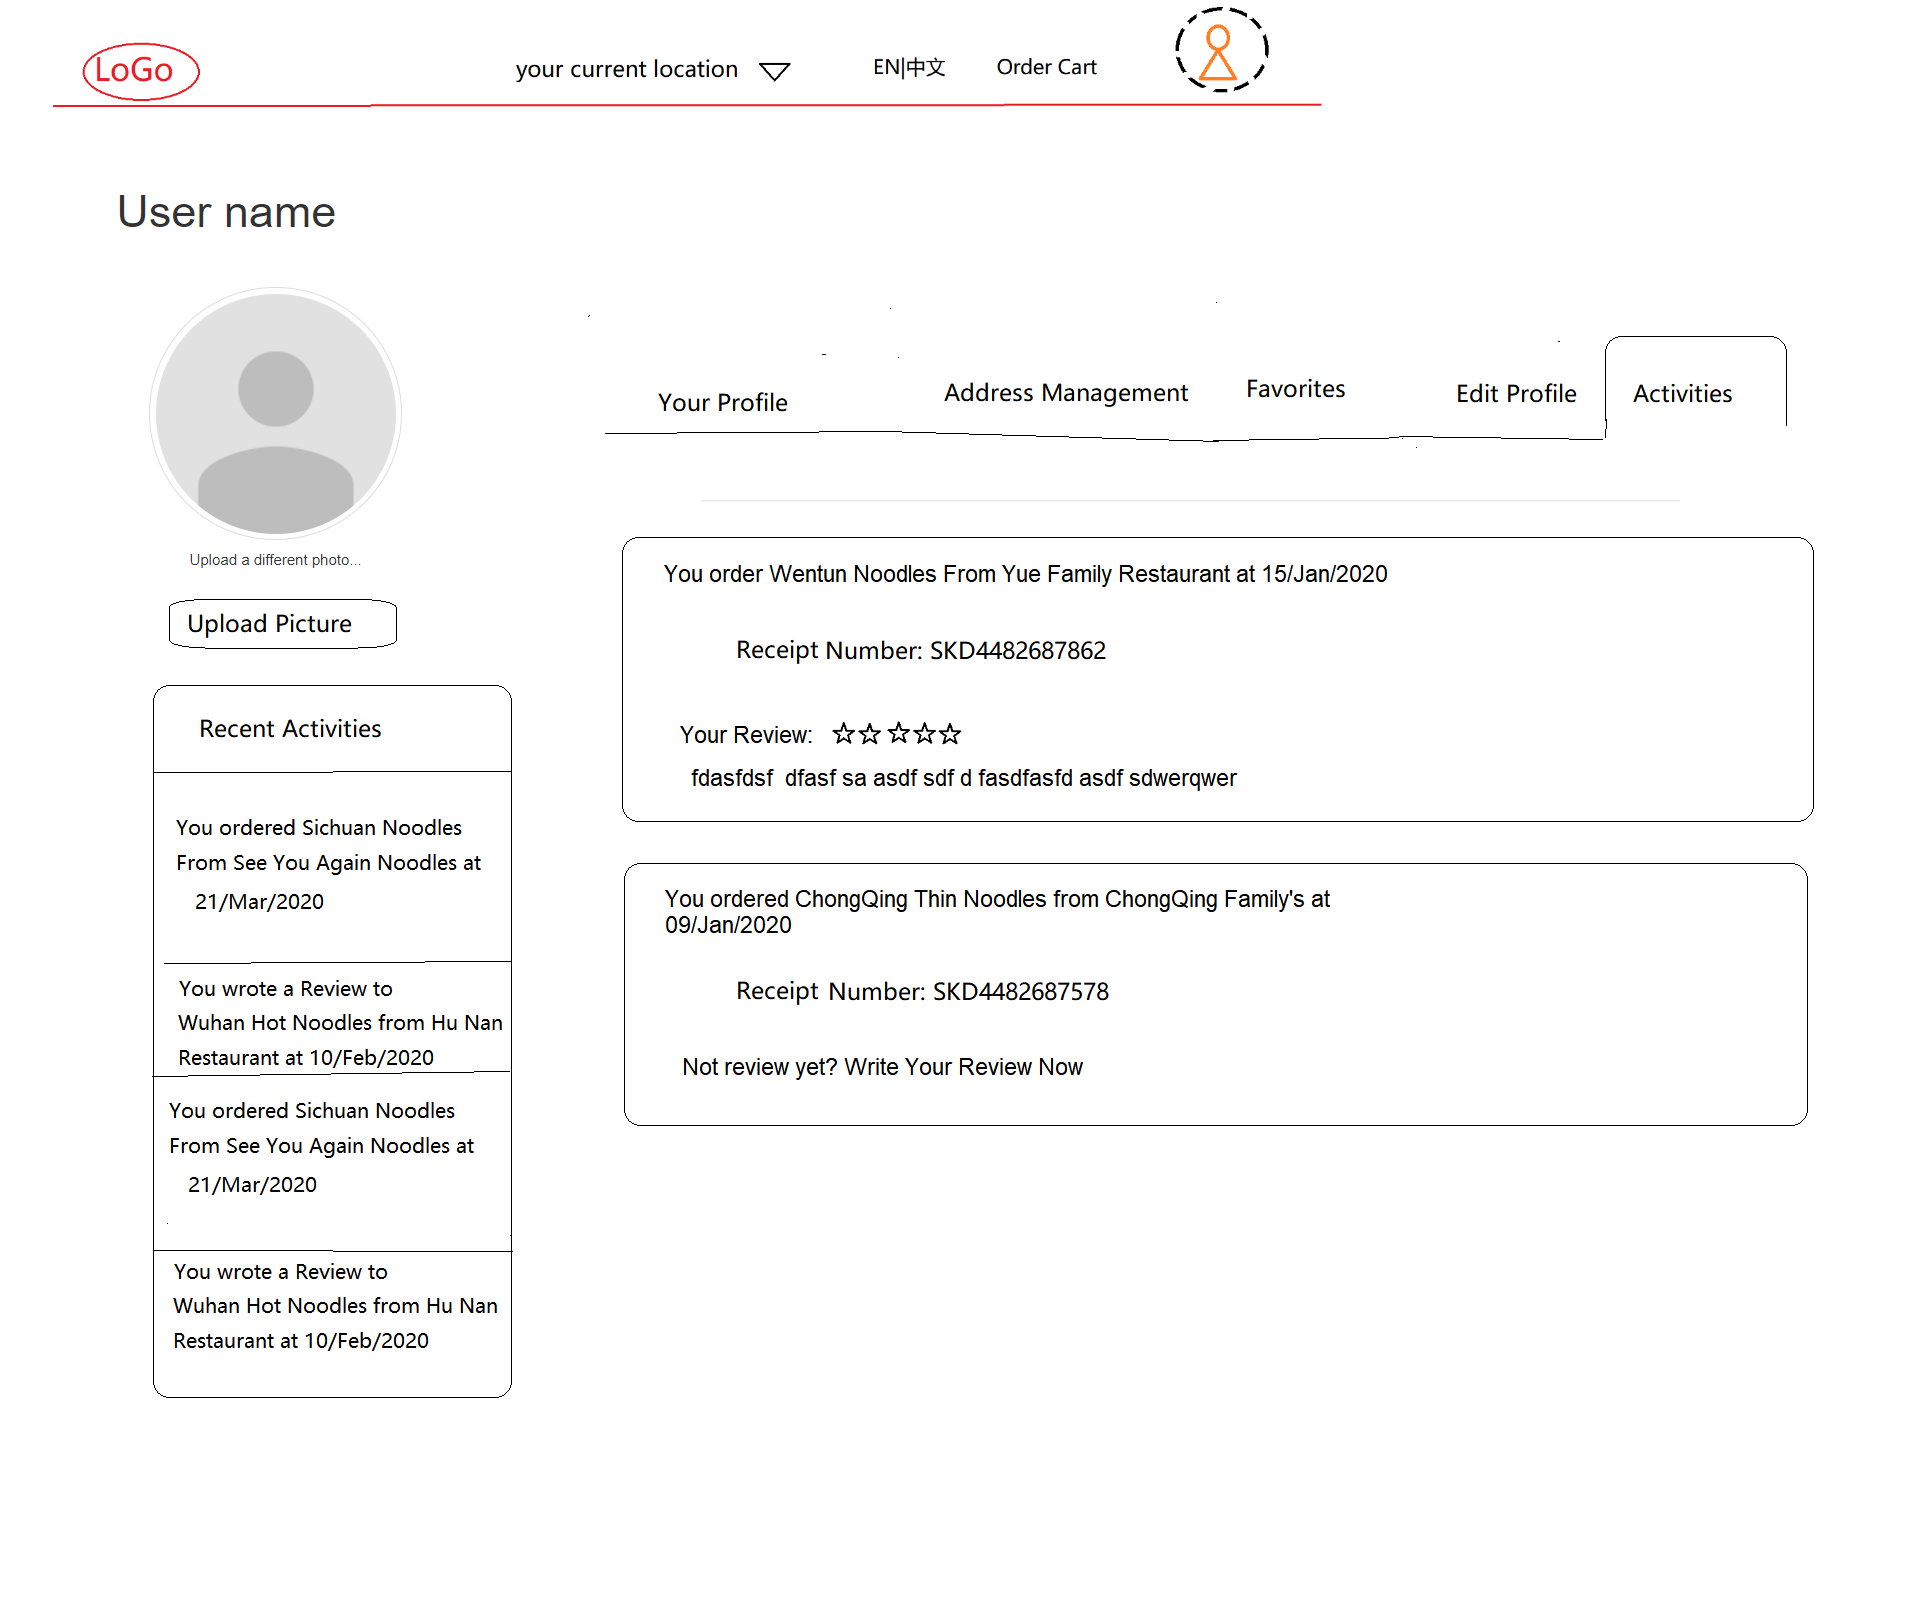 LoGo
your current location
EN|中文
Order Cart
User name
Upload a different photo...
Upload Picture
Recent Activities
You ordered Sichuan Noodles
From See You Again Noodles at
21/Mar/2020
You wrote a Review to
Wuhan Hot Noodles from Hu Nan
Restaurant at 10/Feb/2020
You ordered Sichuan Noodles
From See You Again Noodles at
21/Mar/2020
You wrote a Review to
Wuhan Hot Noodles from Hu Nan
Restaurant at 10/Feb/2020
Your Profile
Address Management
Favorites
Edit Profile
Activities
You order Wentun Noodles From Yue Family Restaurant at 15/Jan/2020
Receipt Number: SKD4482687862
Your Review: ☆☆☆☆☆
fdasfdsf  dfasf sa asdf sdf d fasdfasfd asdf sdwerqwer
You ordered ChongQing Thin Noodles from ChongQing Family's at
09/Jan/2020
Receipt Number: SKD4482687578
Not review yet? Write Your Review Now